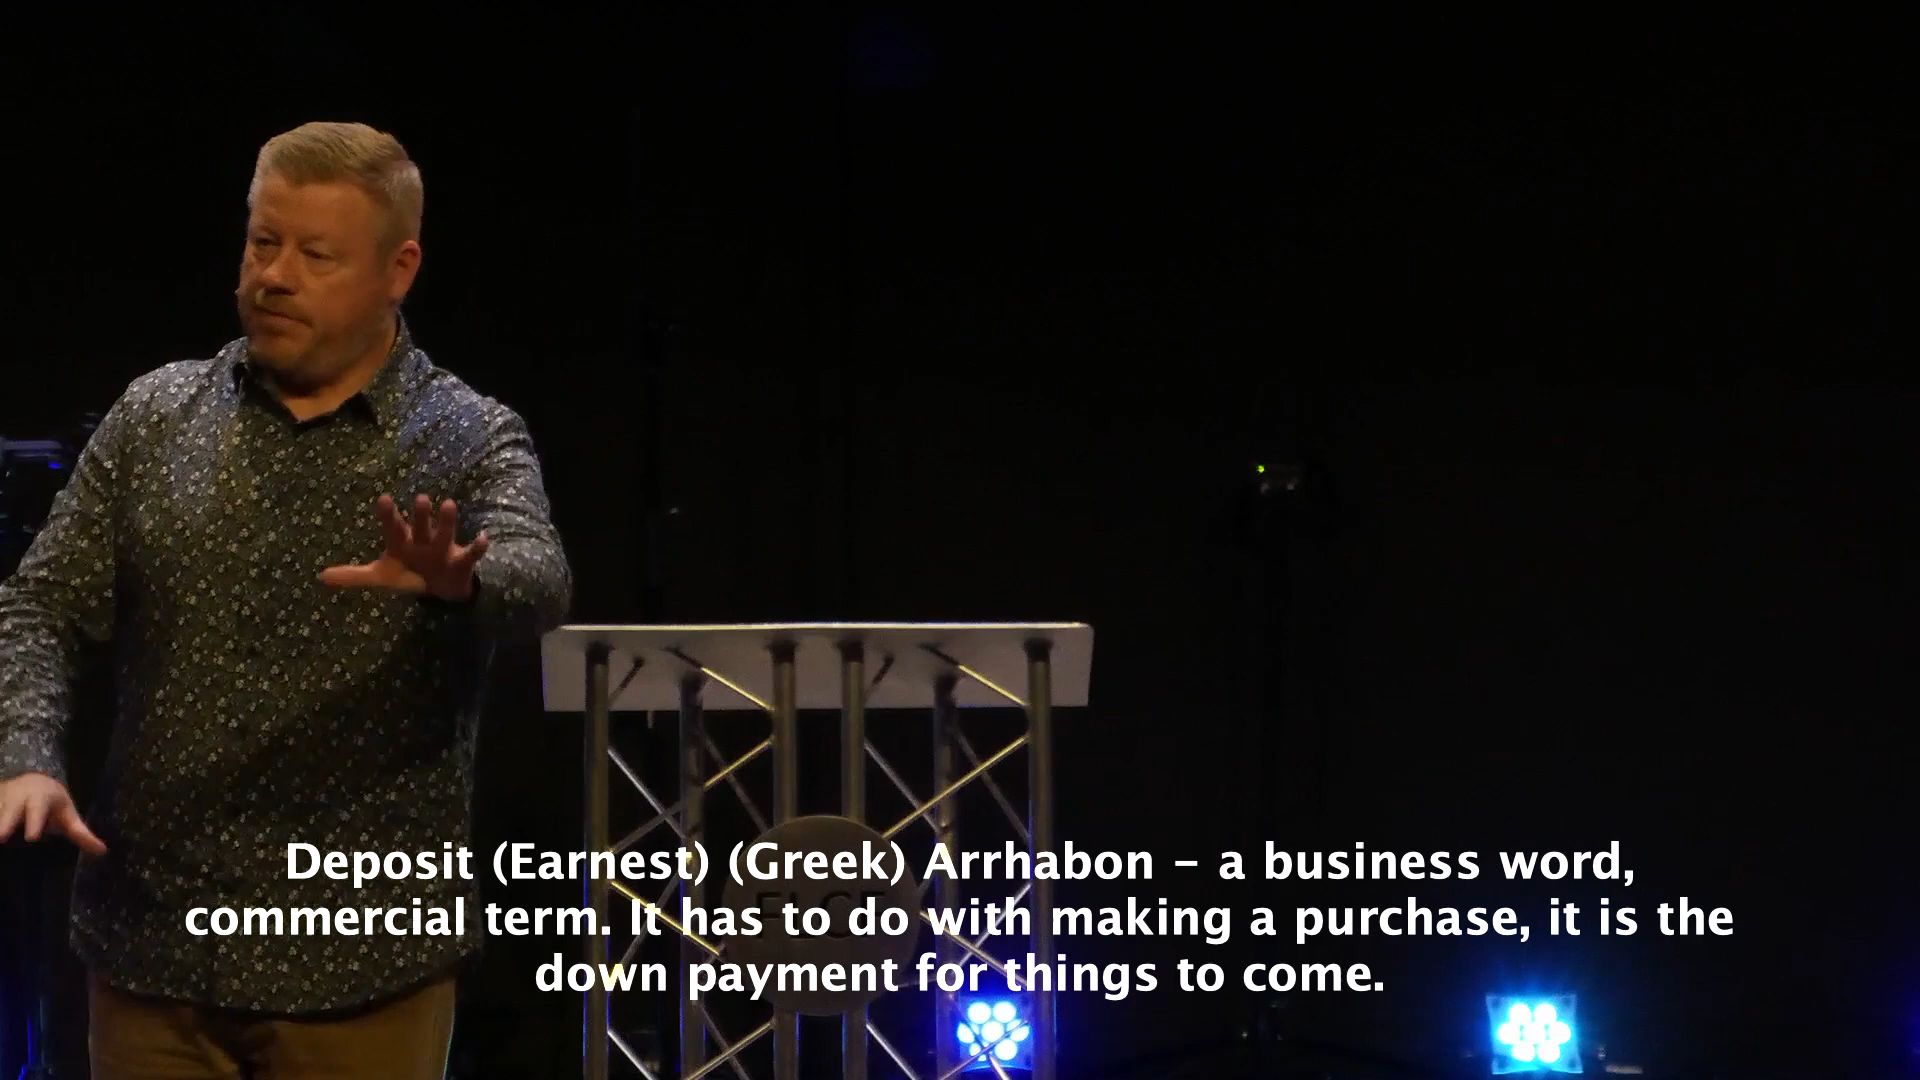 Deposit (Earnest) (Greek) Arrhabon – a business word,
commercial term. It has to do with making a purchase, it is the
down payment for things to come.